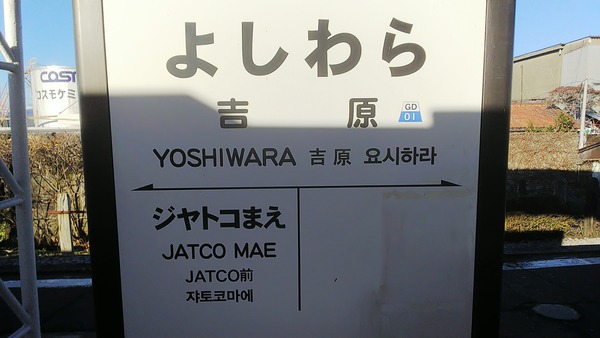 よしわら
吉原
GD
01
YOSHIWARA 吉原 요시하라
ジヤトコまえ
JATCO MAE
JATCO前
쟈토코마에
COSM
コスモケミ